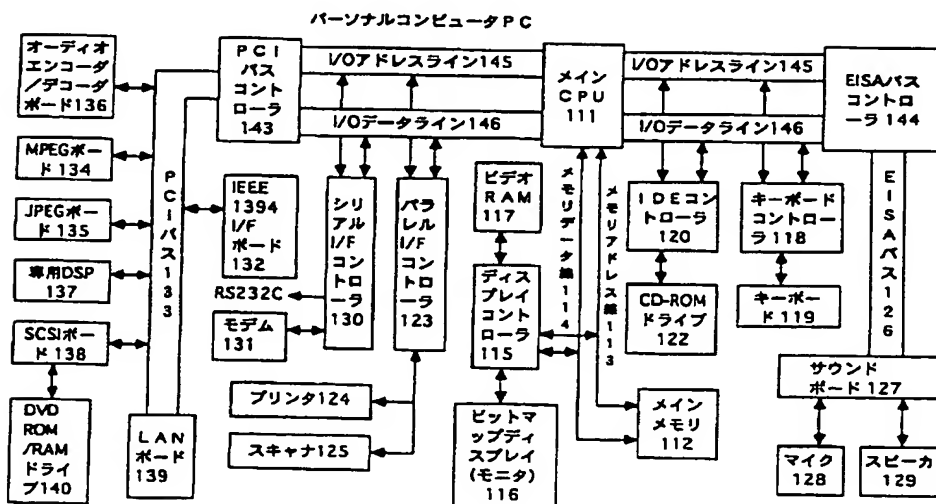 パーソナルコンピュータPC
オーディオ
エンコーダ
/デコーダ
ボード136
MPEGボー
ド134
JPEGボー
ド135
専用DSP
137
SCSIボー
ド138
DVD
ROM
/RAM
ドライ
ブ140
PCIバス133
LAN
ボード
139
PCI
バス
コント
ローラ
143
I/Oアドレスライン145
I/Oデータライン146
IEEE
1394
I/F
ボード
132
RS232C
モデム
131
シリアルI/Fコントローラ130
パラレルI/Fコントローラ123
プリンタ124
スキャナ125
ビデオ
RAM
117
ディス
プレイ
コント
ローラ
115
ビットマ
ップディ
スプレイ
(モニタ)
116
メイン
CPU
111
メモリデータ線114
メモリアドレス線113
メイン
メモリ
112
I/Oアドレスライン145
I/Oデータライン146
IDEコン
トローラ
120
CD-ROM
ドライブ
122
キーボード
コントロー
ラ118
キーボー
ド119
EISAバス
コントロ
ーラ144
EISAバス126
サウンド
ボード127
マイク
128
スピーカ
129